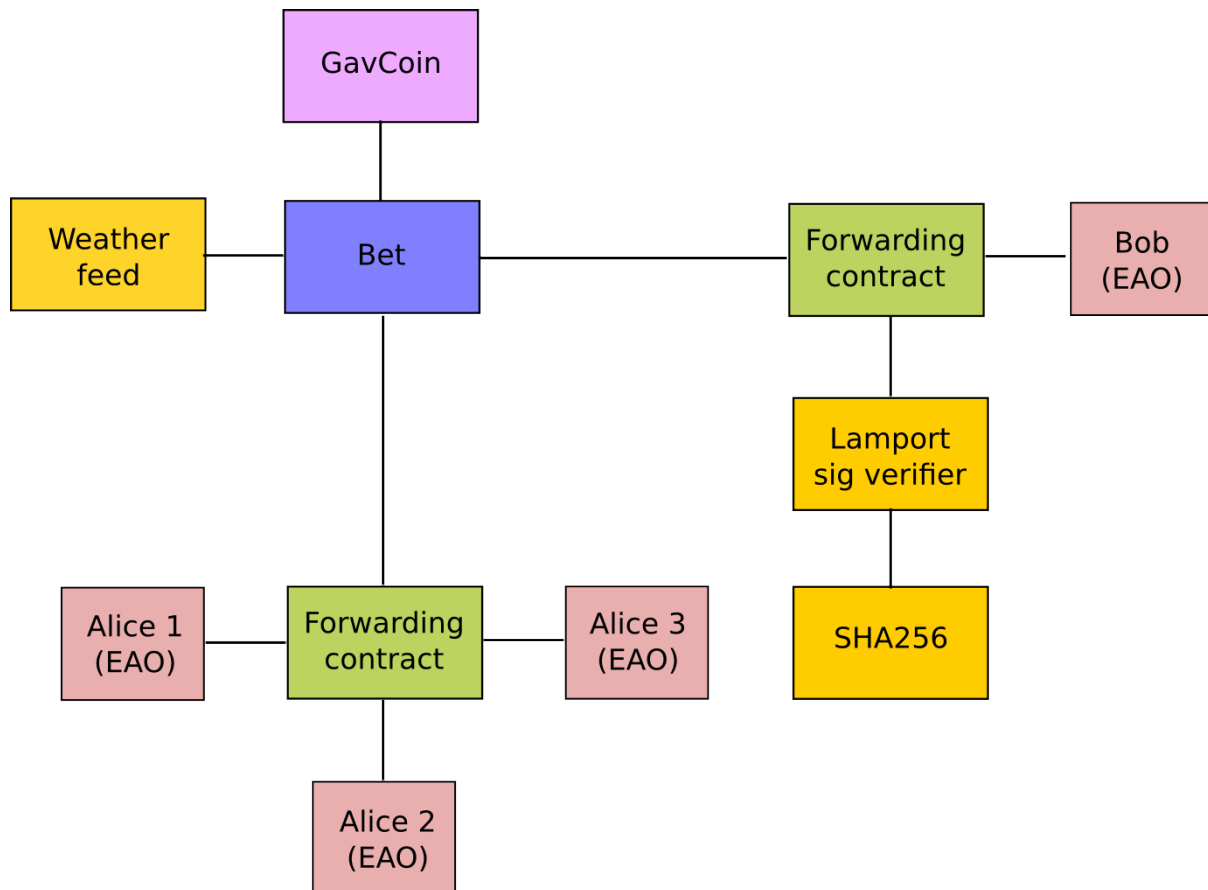 GavCoin
Weather
feed
Bet
Forwarding
contract
Bob
(EAO)
Lamport
sig verifier
SHA256
Alice 1
(EAO)
Forwarding
contract
Alice 3
(EAO)
Alice 2
(EAO)